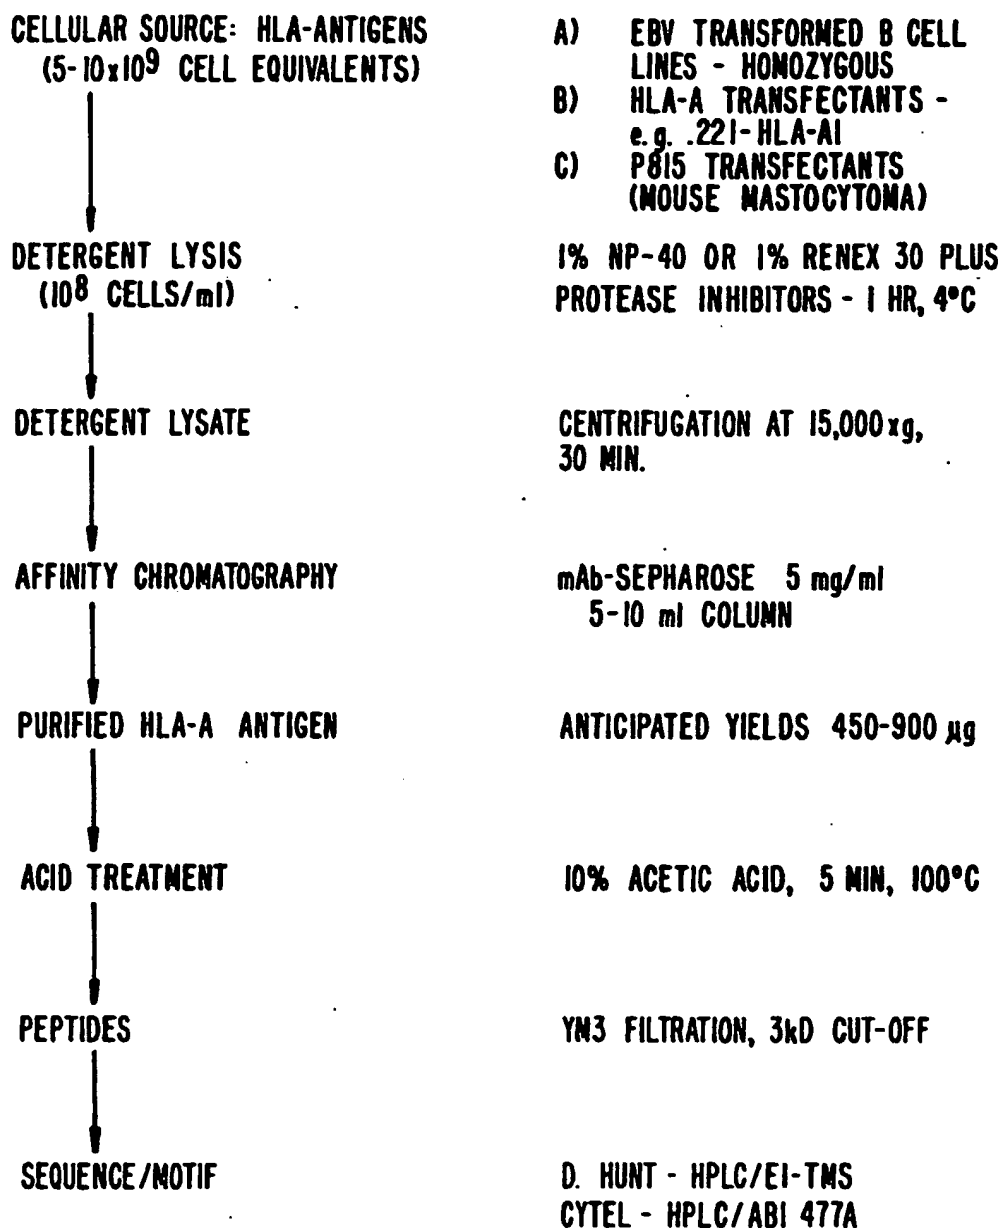 CELLULAR SOURCE: HLA-ANTIGENS
(5-10x10⁹ CELL EQUIVALENTS)
A) EBV TRANSFORMED B CELL
LINES - HOMOZYGOUS
B) HLA-A TRANSFECTANTS -
e.g. .221-HLA-A1
C) P815 TRANSFECTANTS
(MOUSE MASTOCYTOMA)
DETERGENT LYSIS
(10⁸ CELLS/ml)
1% NP-40 OR 1% RENEX 30 PLUS
PROTEASE INHIBITORS - 1 HR, 4°C
DETERGENT LYSATE
CENTRIFUGATION AT 15,000xg,
30 MIN.
AFFINITY CHROMATOGRAPHY
mAb-SEPHAROSE 5 mg/ml
5-10 ml COLUMN
PURIFIED HLA-A ANTIGEN
ANTICIPATED YIELDS 450-900 µg
ACID TREATMENT
10% ACETIC ACID, 5 MIN, 100°C
PEPTIDES
YM3 FILTRATION, 3kD CUT-OFF
SEQUENCE/MOTIF
D. HUNT - HPLC/EI-TMS
CYTEL - HPLC/ABI 477A